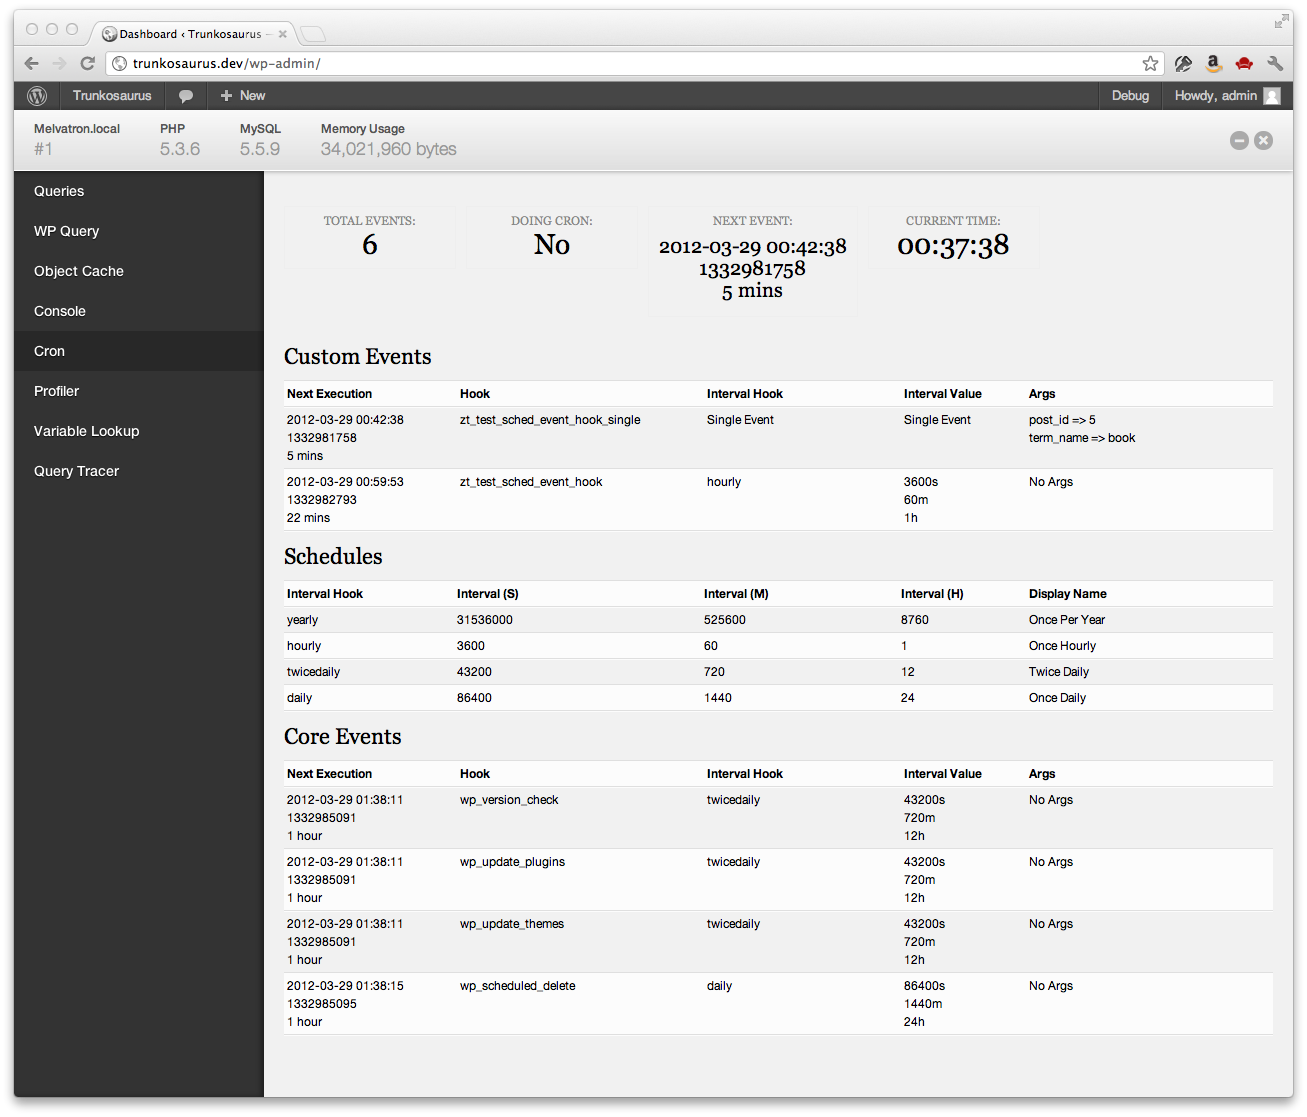 Dashboard ‹ Trunkosaurus —
trunkosaurus.dev/wp-admin/
Trunkosaurus + New Debug Howdy, admin
Melvatron.local PHP MySQL Memory Usage
#1 5.3.6 5.5.9 34,021,960 bytes
Queries
WP Query
Object Cache
Console
Cron
Profiler
Variable Lookup
Query Tracer
TOTAL EVENTS:
6
DOING CRON:
No
NEXT EVENT:
2012-03-29 00:42:38
1332981758
5 mins
CURRENT TIME:
00:37:38
Custom Events
Next Execution Hook Interval Hook Interval Value Args
2012-03-29 00:42:38 zt_test_sched_event_hook_single Single Event Single Event post_id => 5
1332981758 term_name => book
5 mins
2012-03-29 00:59:53 zt_test_sched_event_hook hourly 3600s No Args
1332982793 60m
22 mins 1h
Schedules
Interval Hook Interval (S) Interval (M) Interval (H) Display Name
yearly 31536000 525600 8760 Once Per Year
hourly 3600 60 1 Once Hourly
twicedaily 43200 720 12 Twice Daily
daily 86400 1440 24 Once Daily
Core Events
Next Execution Hook Interval Hook Interval Value Args
2012-03-29 01:38:11 wp_version_check twicedaily 43200s No Args
1332985091 720m
1 hour 12h
2012-03-29 01:38:11 wp_update_plugins twicedaily 43200s No Args
1332985091 720m
1 hour 12h
2012-03-29 01:38:11 wp_update_themes twicedaily 43200s No Args
1332985091 720m
1 hour 12h
2012-03-29 01:38:15 wp_scheduled_delete daily 86400s No Args
1332985095 1440m
1 hour 24h